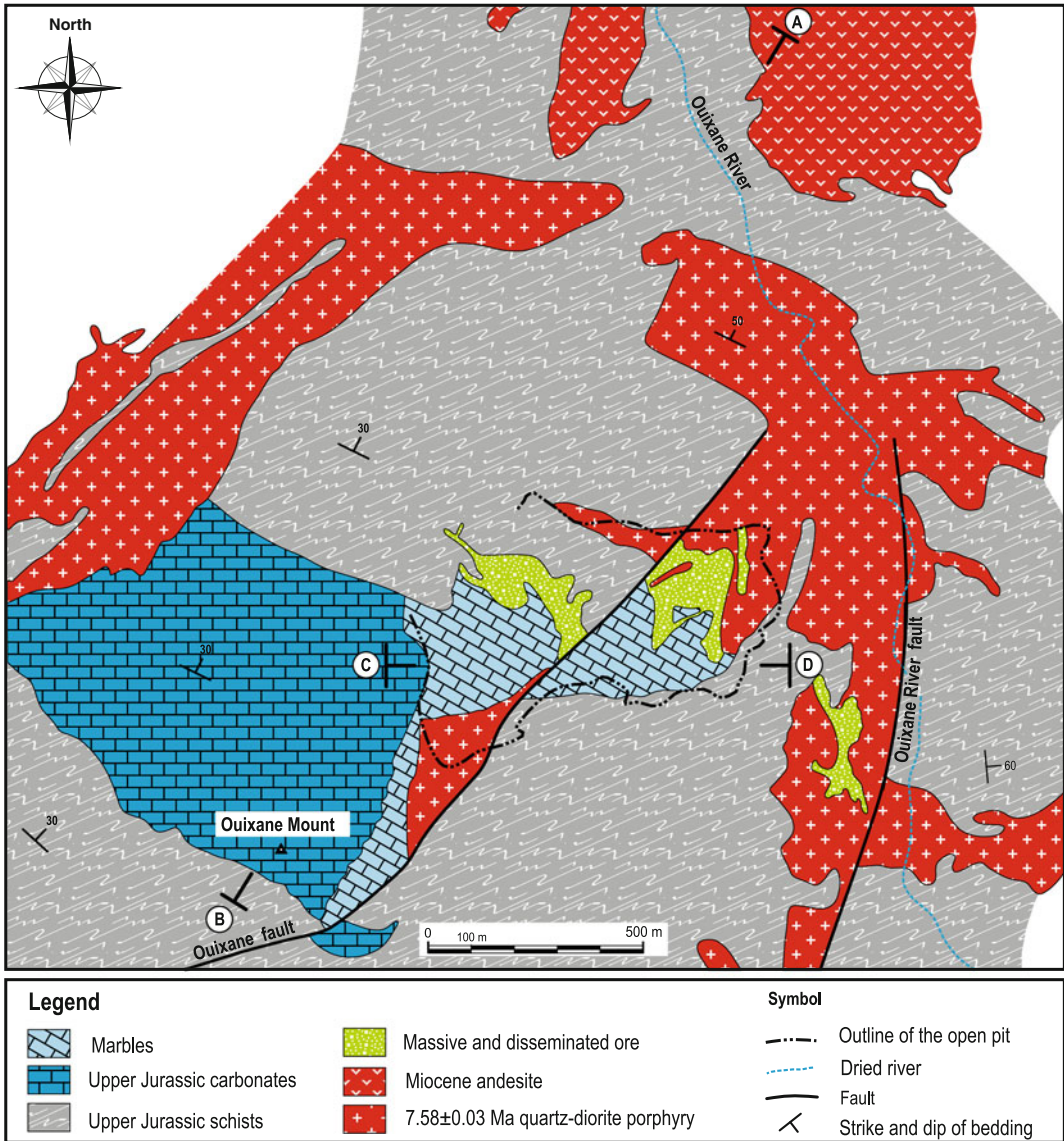 North
A
Ouixane River
50
30
30
C
D
Ouixane River fault
60
30
Ouixane Mount
B
Ouixane fault
0 100 m 500 m
Legend
Marbles
Upper Jurassic carbonates
Upper Jurassic schists
Massive and disseminated ore
Miocene andesite
7.58±0.03 Ma quartz-diorite porphyry
Symbol
Outline of the open pit
Dried river
Fault
Strike and dip of bedding